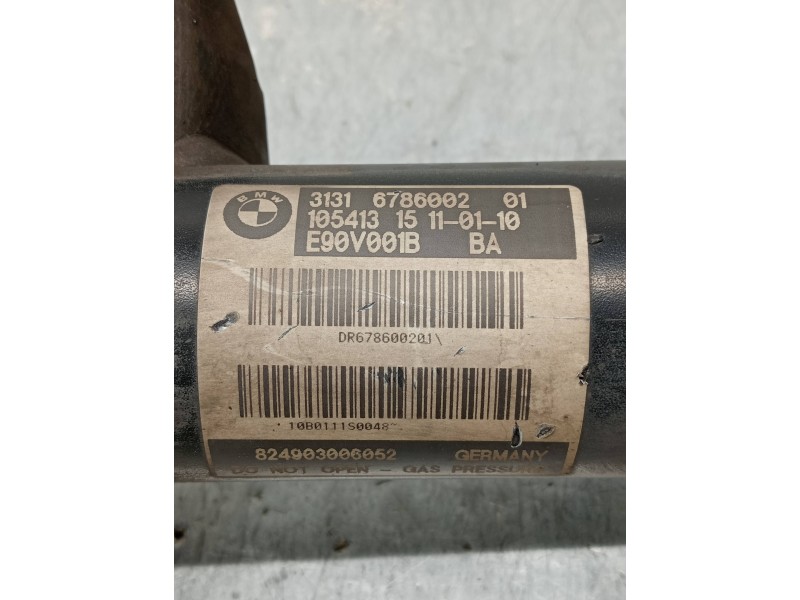 BMW
3131 6786002 01
105413 15 11-01-10
E90V001B BA
DR678600201\
10B0111S0048~
824903006052 GERMANY
DO NOT OPEN - GAS PRESSURE